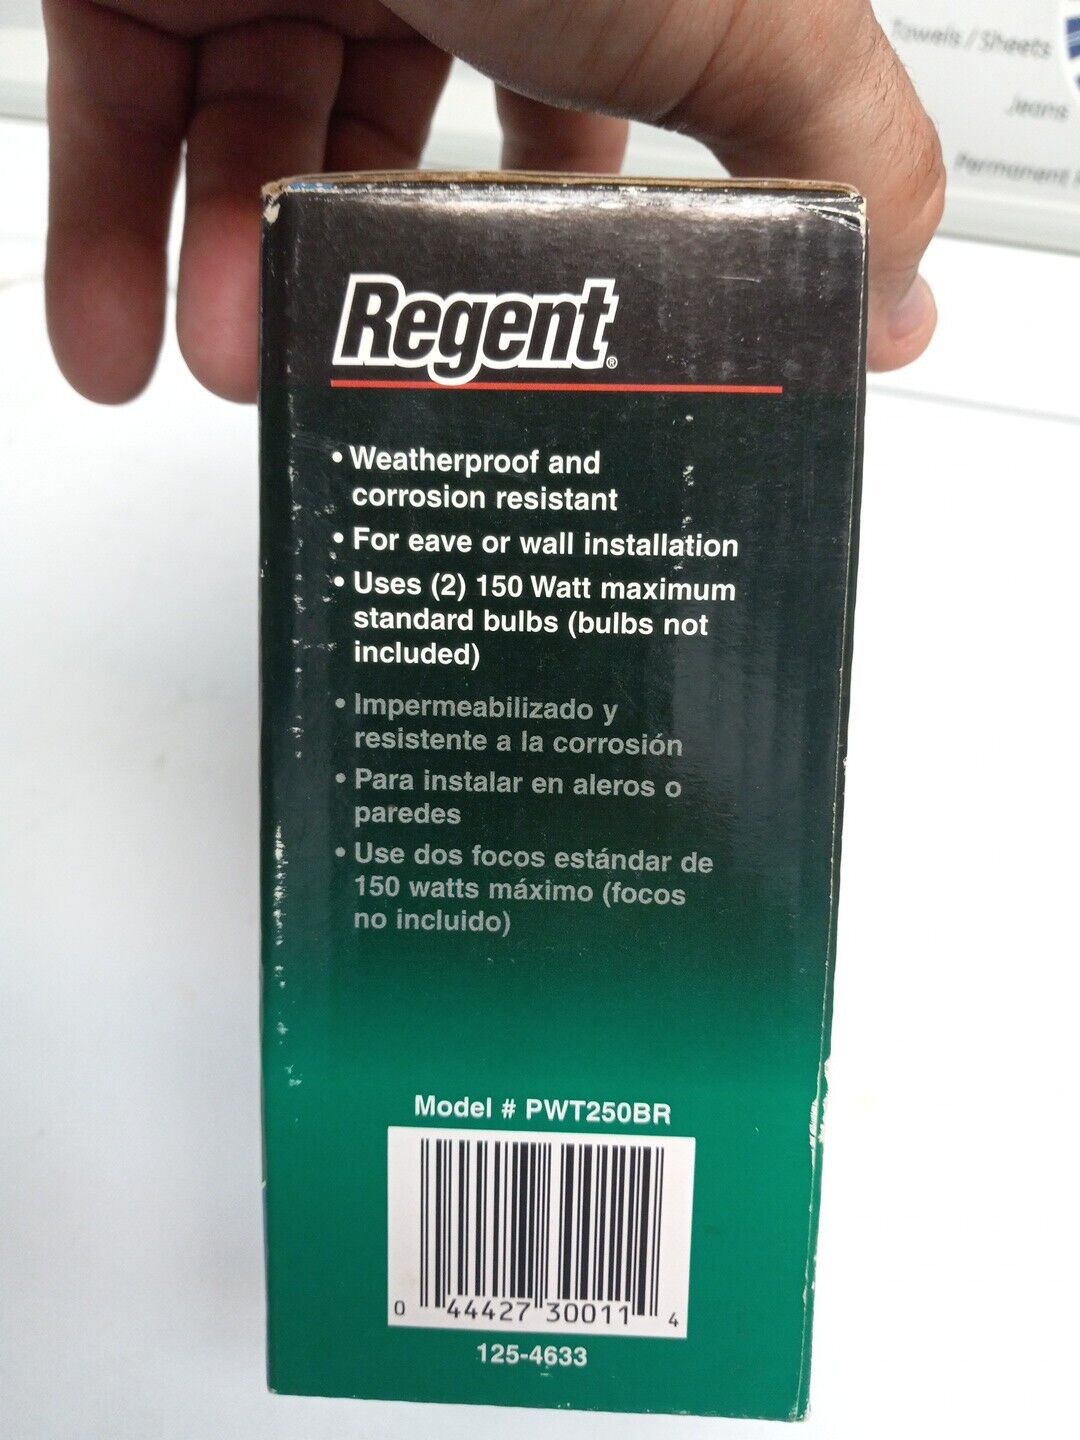 Towels / Sheets
Jeans
Permanent
Regent®
• Weatherproof and
corrosion resistant
• For eave or wall installation
• Uses (2) 150 Watt maximum
standard bulbs (bulbs not
included)
• Impermeabilizado y
resistente a la corrosión
• Para instalar en aleros o
paredes
• Use dos focos estándar de
150 watts máximo (focos
no incluido)
Model # PWT250BR
0 44427 30011 4
125-4633